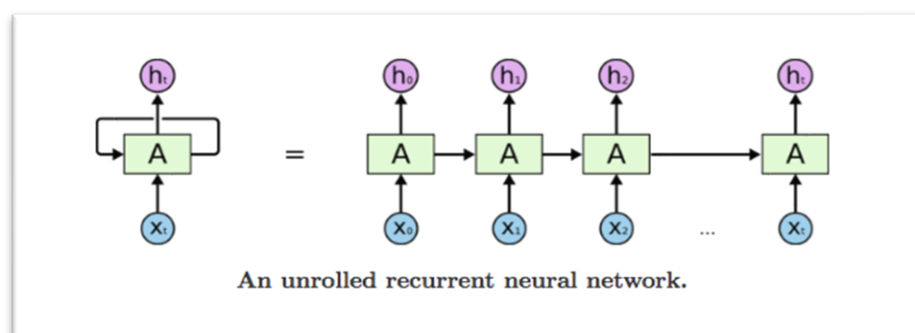 hₜ h₀ h₁ h₂ hₜ
A = A A A A
xₜ x₀ x₁ x₂ ... xₜ
An unrolled recurrent neural network.